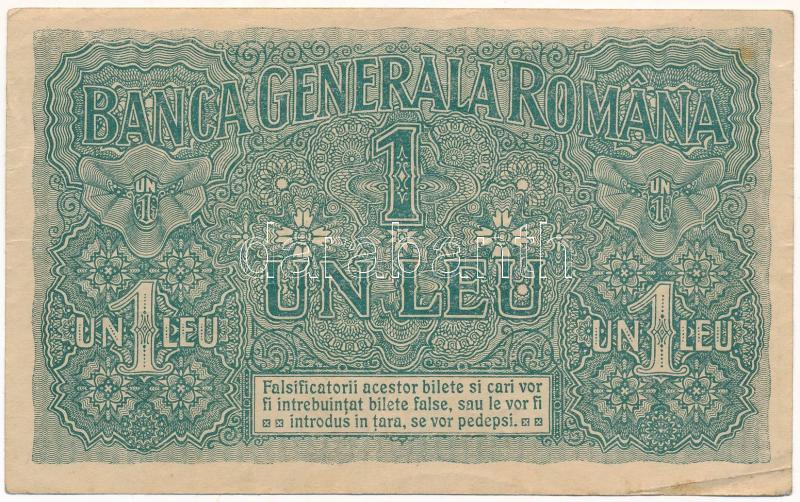 BANCA GENERALA ROMÂNA
1
UN
1
UN
1
UN LEU
UN 1 LEU
UN 1 LEU
darabanth
Falsificatorii acestor bilete si cari vor
fi intrebuințat bilete false, sau le vor fi
introdus in țara, se vor pedepsi.